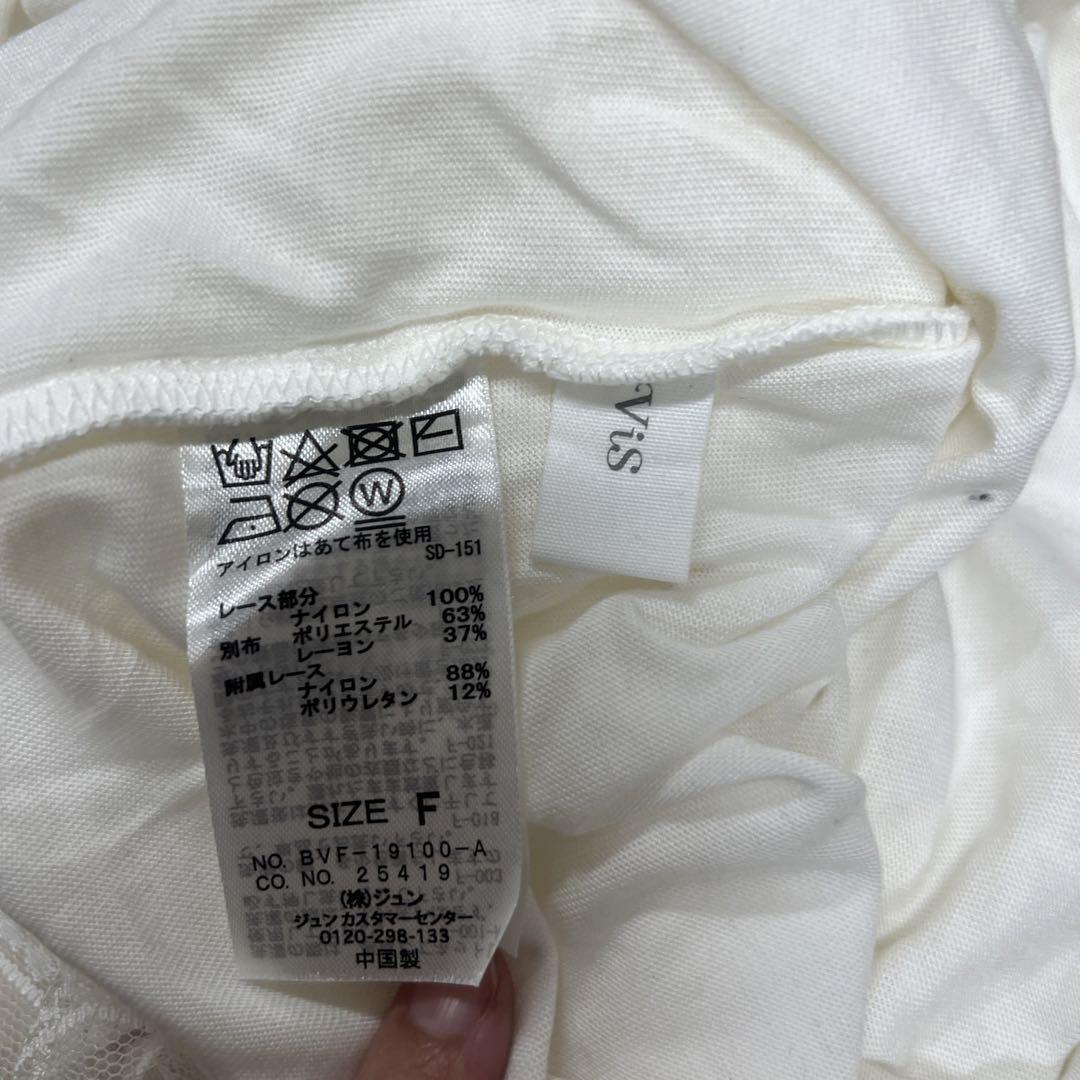 アイロンはあて布を使用
SD-151
レース部分
ナイロン 100%
別布 ポリエステル 63%
レーヨン 37%
附属レース
ナイロン 88%
ポリウレタン 12%
SIZE F
NO. BVF-19100-A
CO. NO. 25419
(株)ジュン
ジュンカスタマーセンター
0120-298-133
中国製
W
ViS